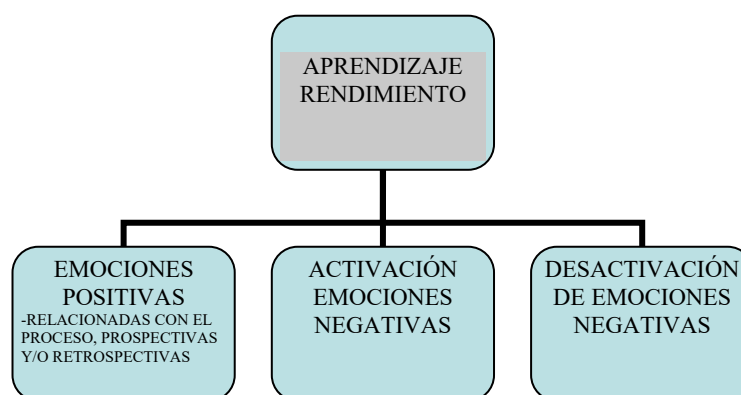 APRENDIZAJE
RENDIMIENTO
EMOCIONES
POSITIVAS
-RELACIONADAS CON EL
PROCESO, PROSPECTIVAS
Y/O RETROSPECTIVAS
ACTIVACIÓN
EMOCIONES
NEGATIVAS
DESACTIVACIÓN
DE EMOCIONES
NEGATIVAS